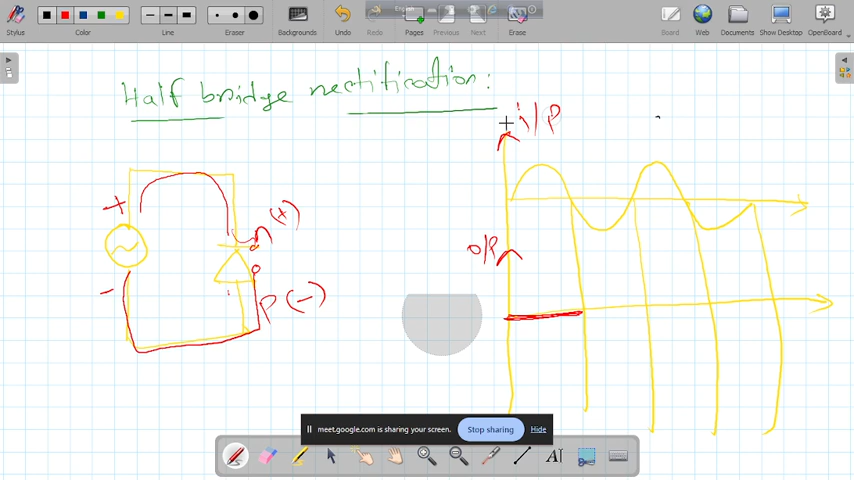 Stylus Color Line Eraser Backgrounds Undo Redo Pages Previous Next Erase Board Web Documents Show Desktop OpenBoard
English
Half bridge rectification:
i/P
+
n (+)
o/P
-
P (-)
meet.google.com is sharing your screen. Stop sharing Hide